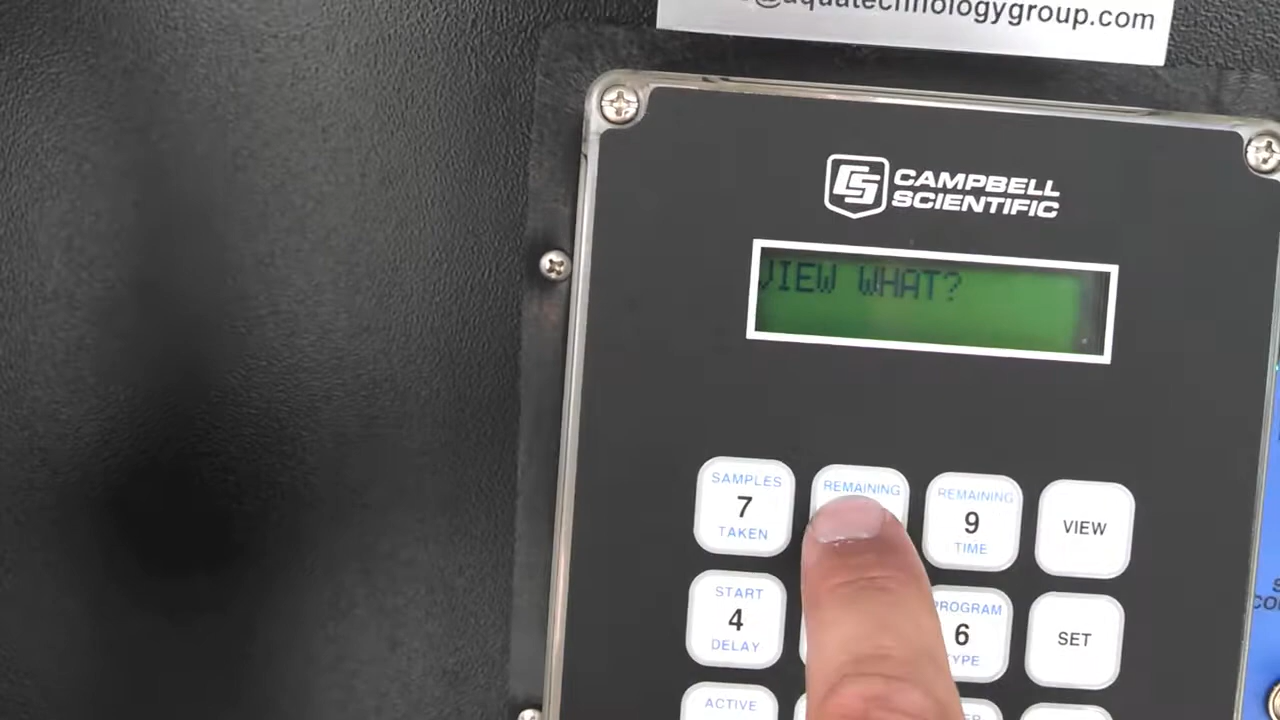 @aquatechnologygroup.com
CAMPBELL
SCIENTIFIC
VIEW WHAT?
SAMPLES
7
TAKEN
REMAINING
REMAINING
9
TIME
VIEW
START
4
DELAY
PROGRAM
6
TYPE
SET
ACTIVE